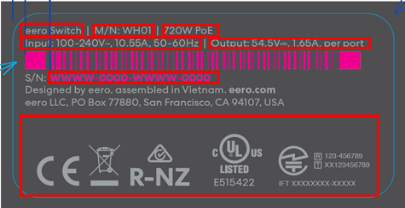 eero Switch | M/N: WH01 | 720W PoE
Input: 100-240V~, 10.55A, 50-60Hz | Output: 54.5V⎓, 1.65A, per port
S/N: WWWW-0000-WWWW-0000
Designed by eero, assembled in Vietnam. eero.com
eero LLC, PO Box 77880, San Francisco, CA 94107, USA
CE R-NZ C UL US LISTED E515422
R 123-456789
T XX123456789
IFT XXXXXXXX-XXXXX